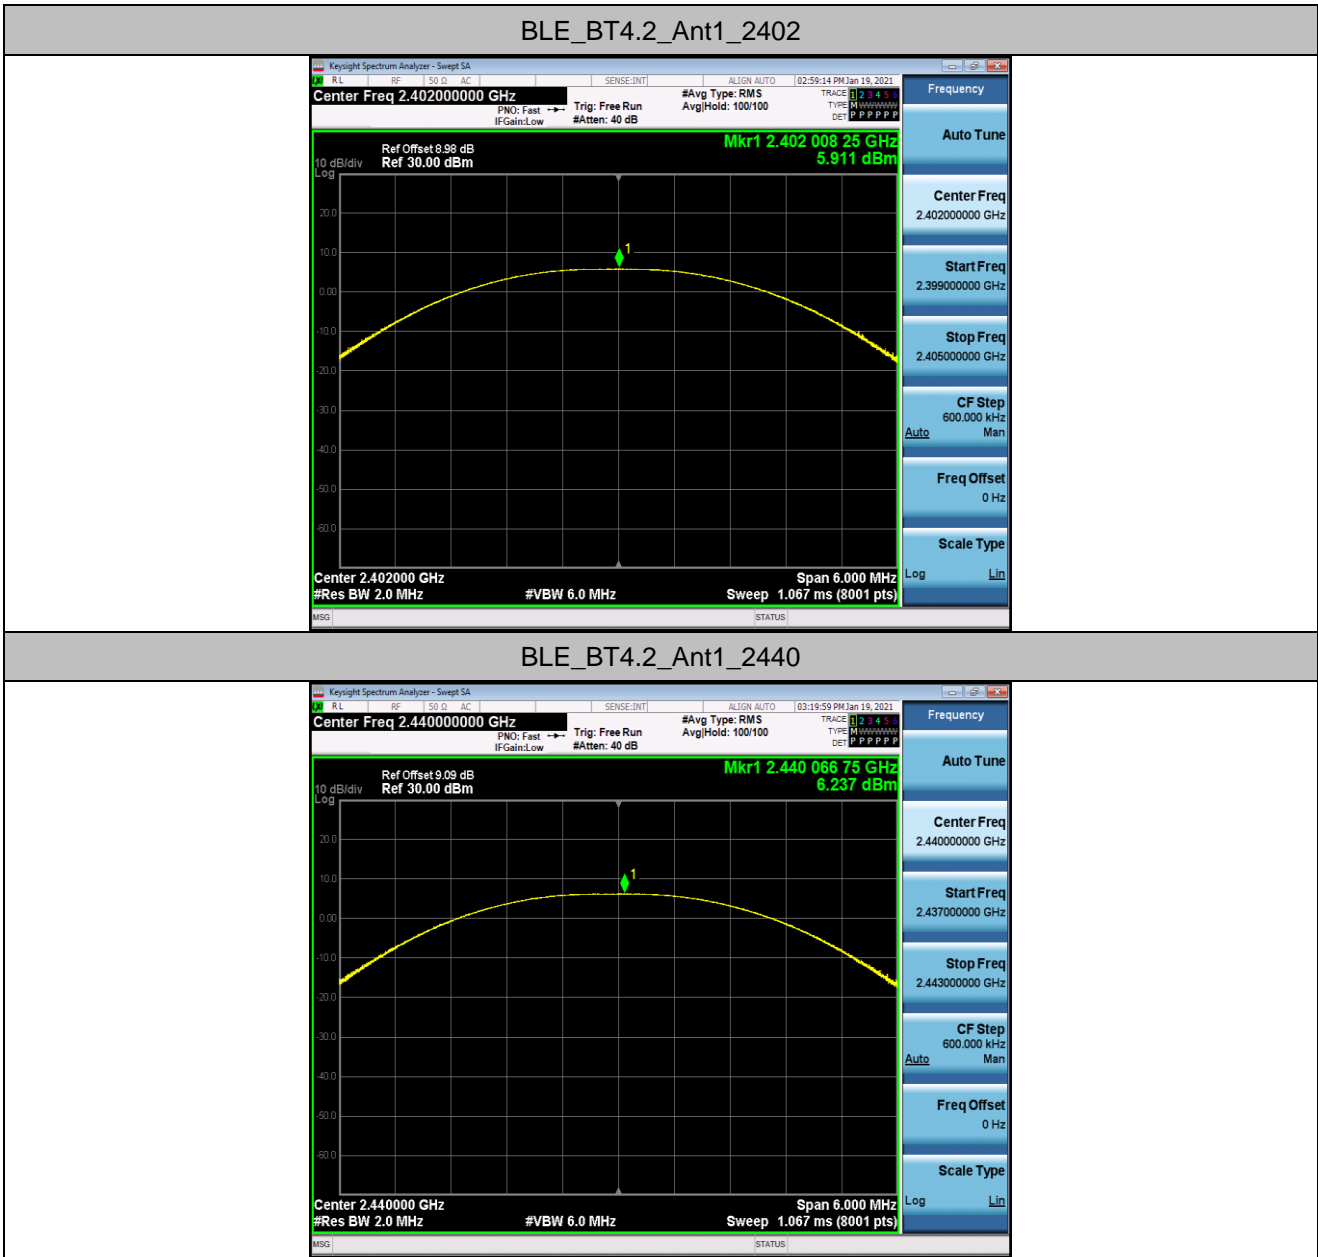 BLE_BT4.2_Ant1_2402
Keysight Spectrum Analyzer - Swept SA
RL RF 50 Ω AC SENSE:INT ALIGN AUTO 02:59:14 PM Jan 19, 2021
Center Freq 2.402000000 GHz #Avg Type: RMS TRACE 1 2 3 4 5 6
PNO: Fast Trig: Free Run Avg|Hold: 100/100 TYPE M WWWWW
IFGain:Low #Atten: 40 dB DET P P P P P P
Frequency
Auto Tune
Mkr1 2.402 008 25 GHz
Ref Offset 8.98 dB
5.911 dBm
10 dB/div Ref 30.00 dBm
Log
20.0
10.0
0.00
-10.0
-20.0
-30.0
-40.0
-50.0
-60.0
1
Center Freq
2.402000000 GHz
Start Freq
2.399000000 GHz
Stop Freq
2.405000000 GHz
CF Step
600.000 kHz
Auto Man
Freq Offset
0 Hz
Scale Type
Log Lin
Center 2.402000 GHz Span 6.000 MHz
#Res BW 2.0 MHz #VBW 6.0 MHz Sweep 1.067 ms (8001 pts)
MSG STATUS
BLE_BT4.2_Ant1_2440
Keysight Spectrum Analyzer - Swept SA
RL RF 50 Ω AC SENSE:INT ALIGN AUTO 03:19:59 PM Jan 19, 2021
Center Freq 2.440000000 GHz #Avg Type: RMS TRACE 1 2 3 4 5 6
PNO: Fast Trig: Free Run Avg|Hold: 100/100 TYPE M WWWWW
IFGain:Low #Atten: 40 dB DET P P P P P P
Frequency
Auto Tune
Mkr1 2.440 066 75 GHz
Ref Offset 9.09 dB
6.237 dBm
10 dB/div Ref 30.00 dBm
Log
20.0
10.0
0.00
-10.0
-20.0
-30.0
-40.0
-50.0
-60.0
1
Center Freq
2.440000000 GHz
Start Freq
2.437000000 GHz
Stop Freq
2.443000000 GHz
CF Step
600.000 kHz
Auto Man
Freq Offset
0 Hz
Scale Type
Log Lin
Center 2.440000 GHz Span 6.000 MHz
#Res BW 2.0 MHz #VBW 6.0 MHz Sweep 1.067 ms (8001 pts)
MSG STATUS